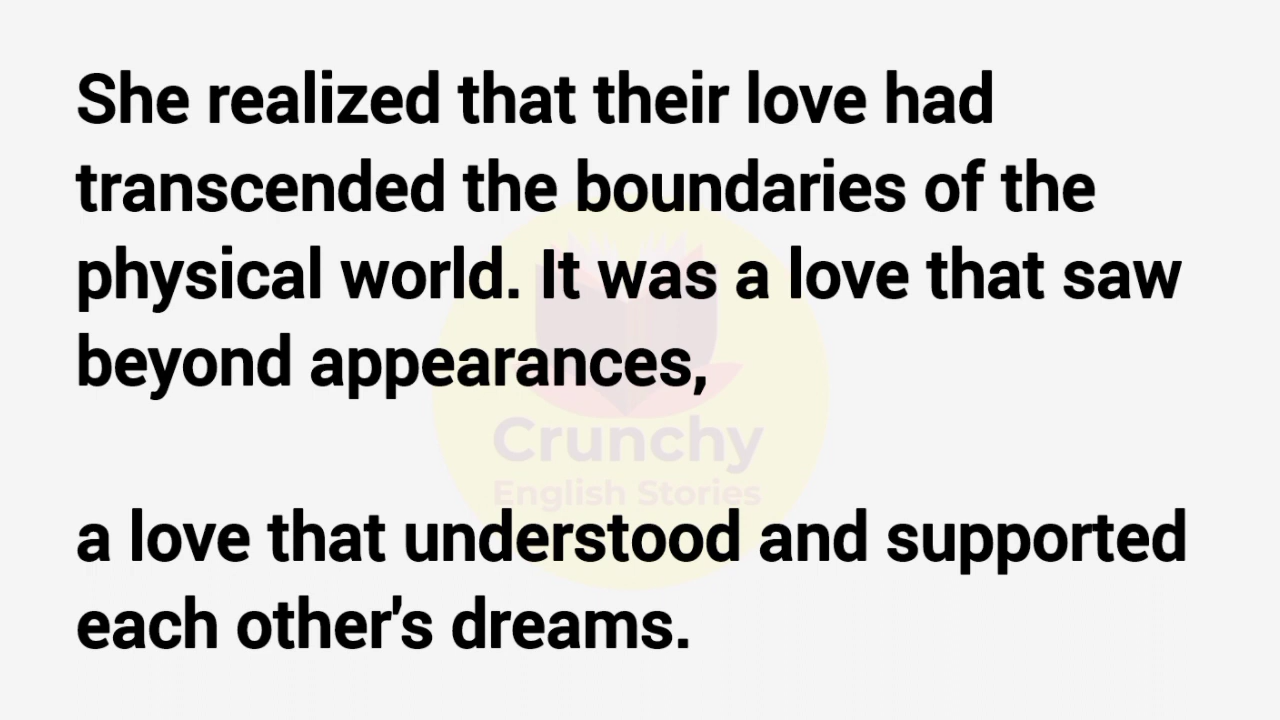 She realized that their love had
transcended the boundaries of the
physical world. It was a love that saw
beyond appearances,
Crunchy
English Stories
a love that understood and supported
each other's dreams.